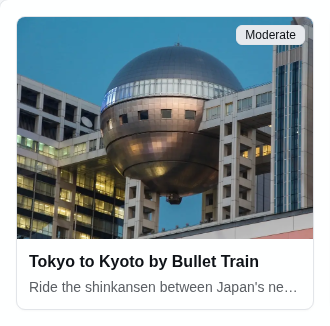 Moderate
Tokyo to Kyoto by Bullet Train
Ride the shinkansen between Japan's ne…